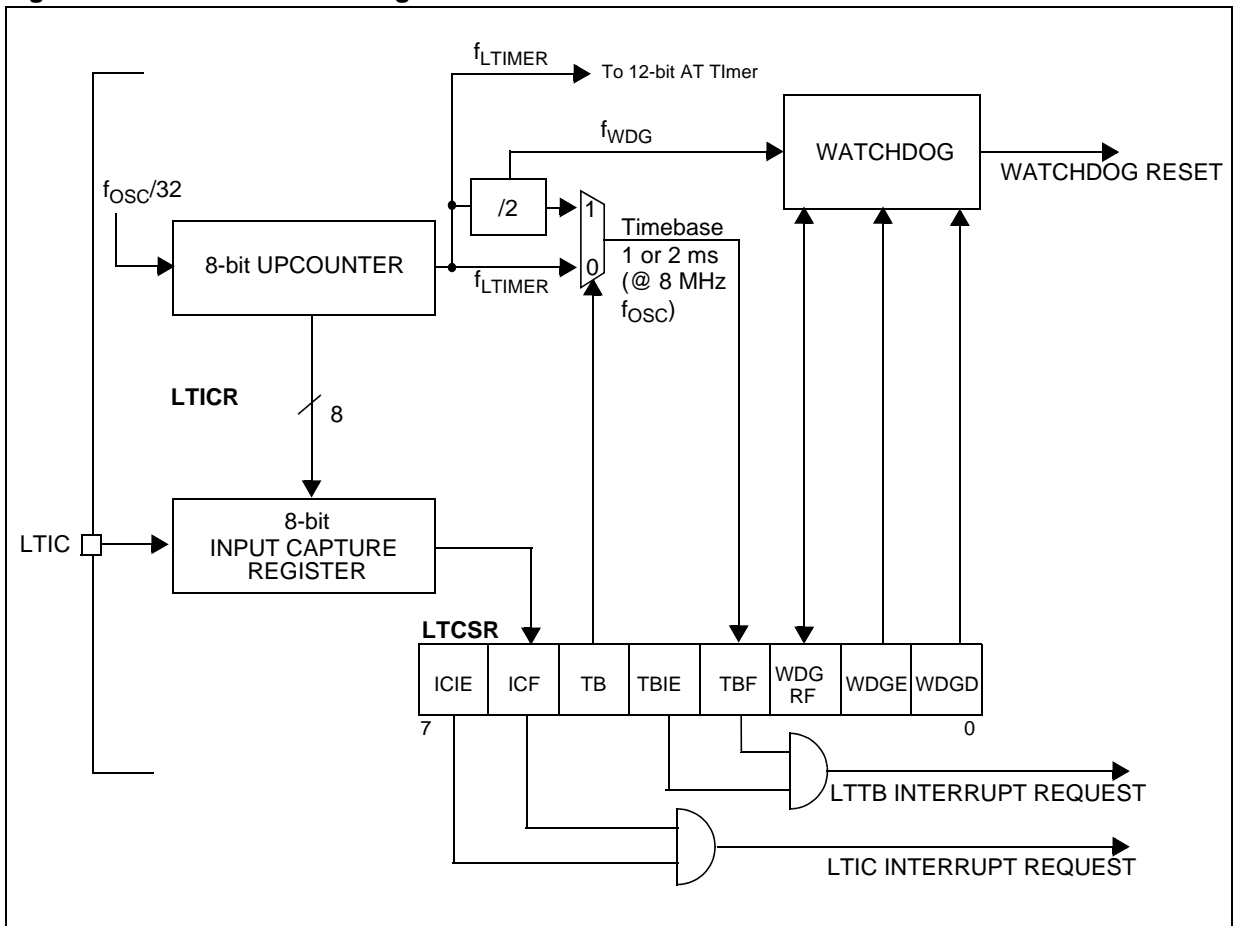 fLTIMER
To 12-bit AT TImer
fWDG
WATCHDOG
WATCHDOG RESET
fOSC/32
/2
1
Timebase
1 or 2 ms
(@ 8 MHz
fOSC)
8-bit UPCOUNTER
0
fLTIMER
LTICR
8
LTIC
8-bit
INPUT CAPTURE
REGISTER
LTCSR
ICIE ICF TB TBIE TBF WDG RF WDGE WDGD
7 0
LTTB INTERRUPT REQUEST
LTIC INTERRUPT REQUEST